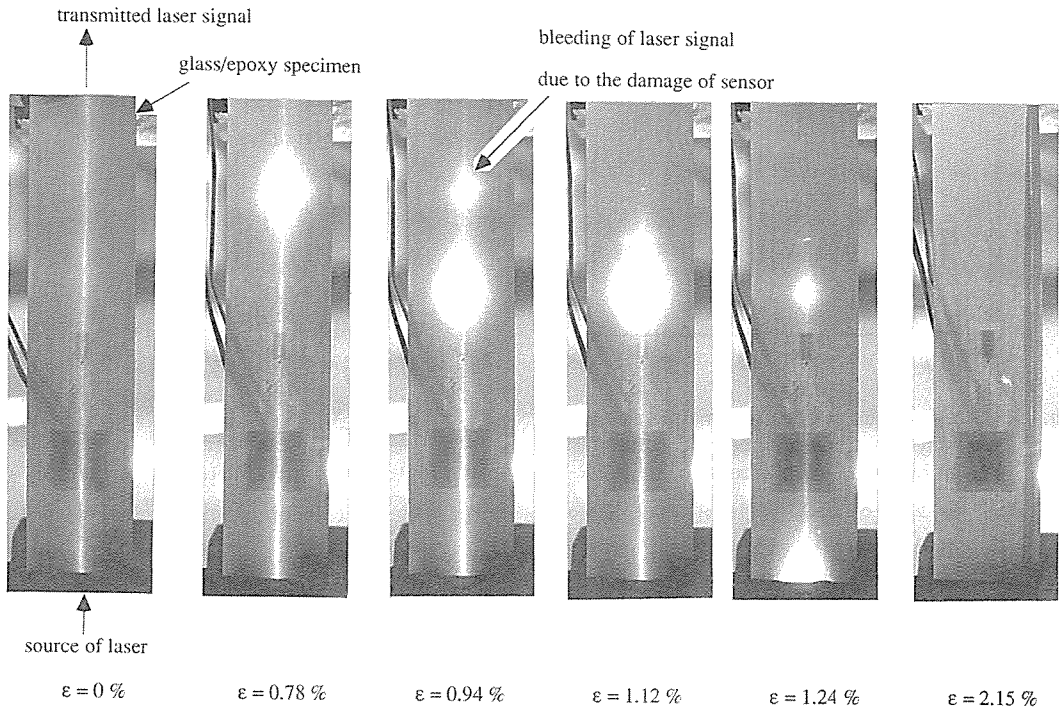 transmitted laser signal
glass/epoxy specimen
bleeding of laser signal
due to the damage of sensor
source of laser
ε = 0 %
ε = 0.78 %
ε = 0.94 %
ε = 1.12 %
ε = 1.24 %
ε = 2.15 %